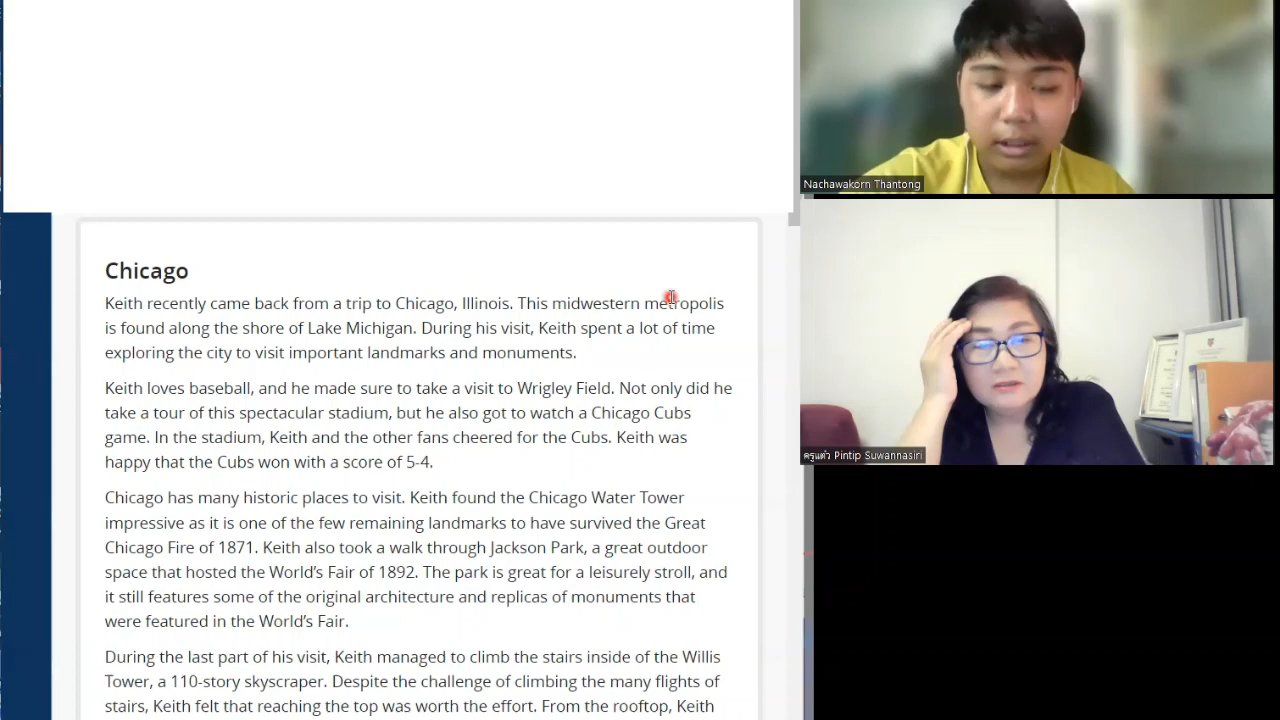 Chicago
Keith recently came back from a trip to Chicago, Illinois. This midwestern metropolis
is found along the shore of Lake Michigan. During his visit, Keith spent a lot of time
exploring the city to visit important landmarks and monuments.
Keith loves baseball, and he made sure to take a visit to Wrigley Field. Not only did he
take a tour of this spectacular stadium, but he also got to watch a Chicago Cubs
game. In the stadium, Keith and the other fans cheered for the Cubs. Keith was
happy that the Cubs won with a score of 5-4.
Chicago has many historic places to visit. Keith found the Chicago Water Tower
impressive as it is one of the few remaining landmarks to have survived the Great
Chicago Fire of 1871. Keith also took a walk through Jackson Park, a great outdoor
space that hosted the World’s Fair of 1892. The park is great for a leisurely stroll, and
it still features some of the original architecture and replicas of monuments that
were featured in the World’s Fair.
During the last part of his visit, Keith managed to climb the stairs inside of the Willis
Tower, a 110-story skyscraper. Despite the challenge of climbing the many flights of
stairs, Keith felt that reaching the top was worth the effort. From the rooftop, Keith
Nachawakorn Thantong
ครูแต๋ว Pintip Suwannasiri